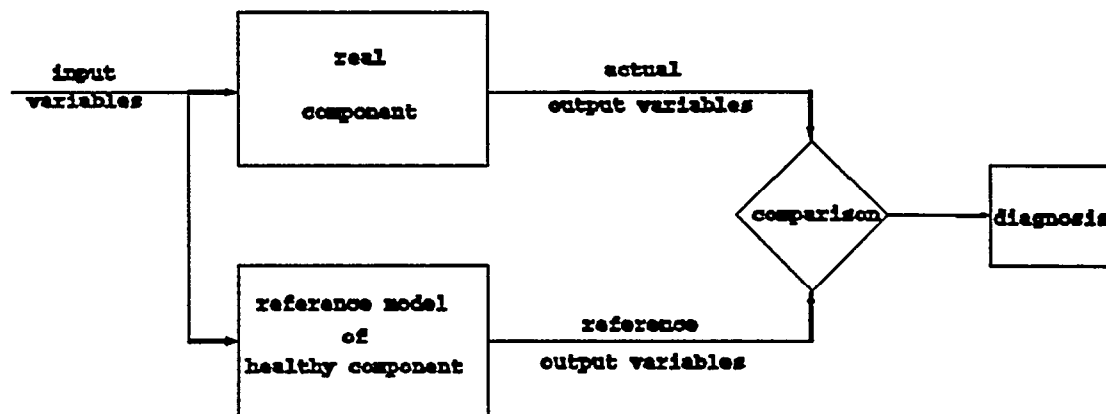 real
component
input
variables
actual
output variables
comparison
diagnosis
reference model
of
healthy component
reference
output variables